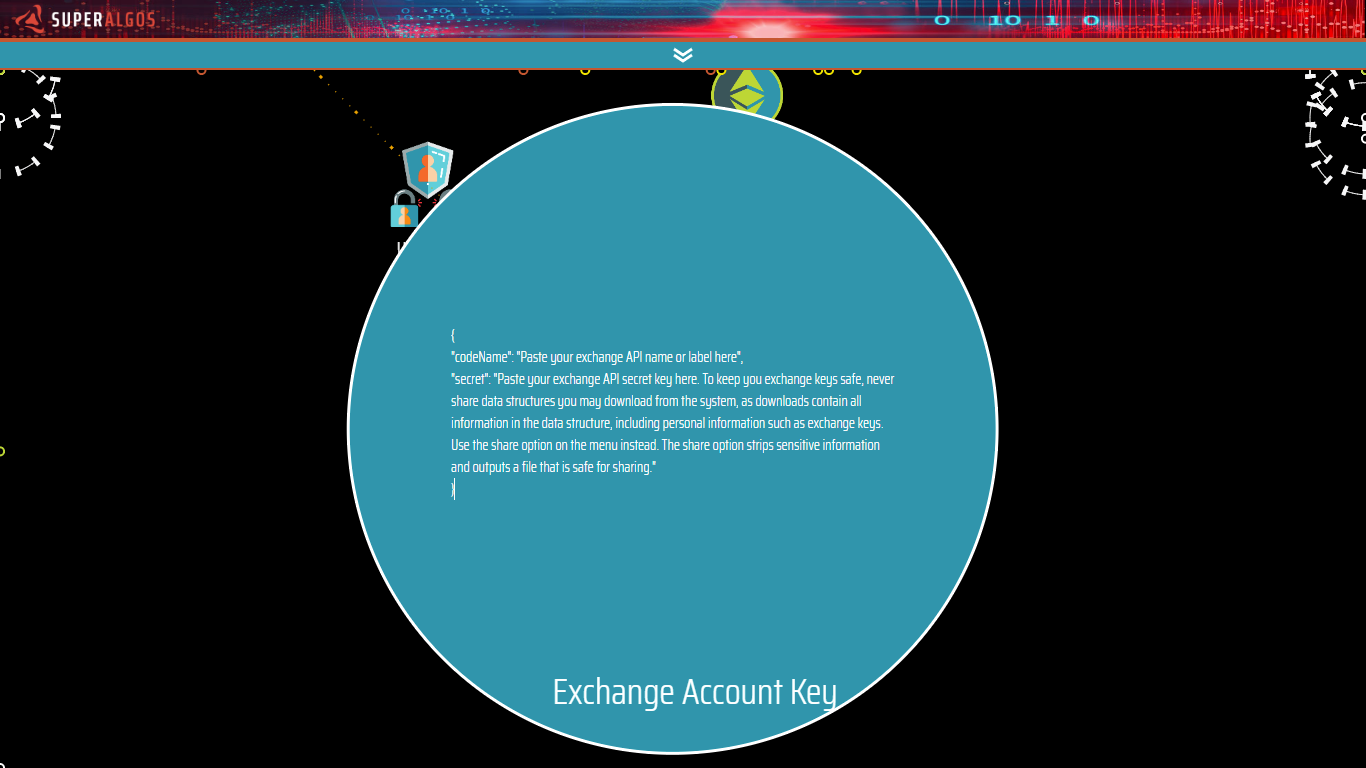 SUPERALGOS
0 10 1 0
{
"codeName": "Paste your exchange API name or label here",
"secret": "Paste your exchange API secret key here. To keep you exchange keys safe, never
share data structures you may download from the system, as downloads contain all
information in the data structure, including personal information such as exchange keys.
Use the share option on the menu instead. The share option strips sensitive information
and outputs a file that is safe for sharing."
}
Exchange Account Key